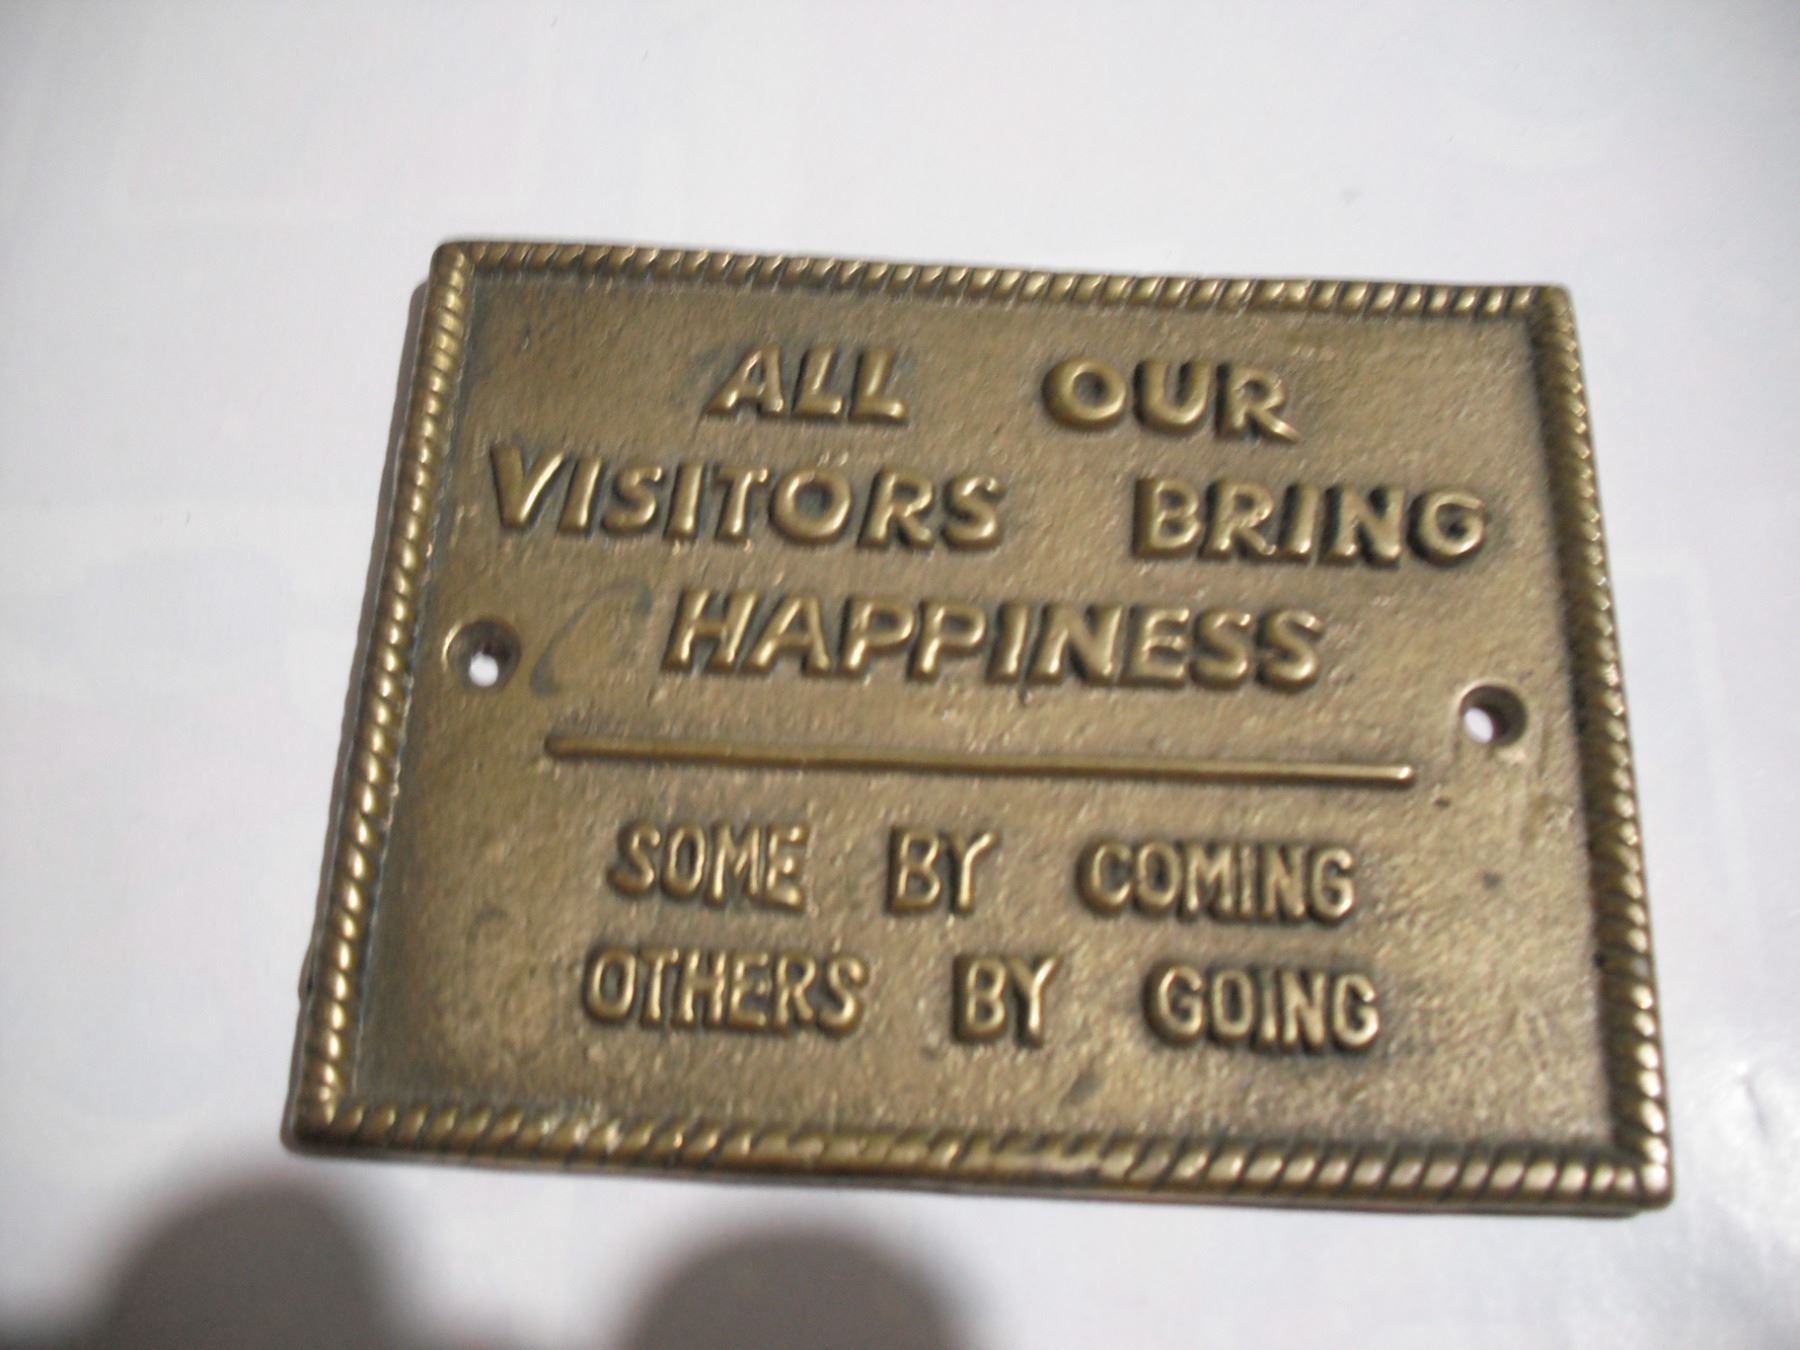 ALL OUR
VISITORS BRING
HAPPINESS
SOME BY COMING
OTHERS BY GOING